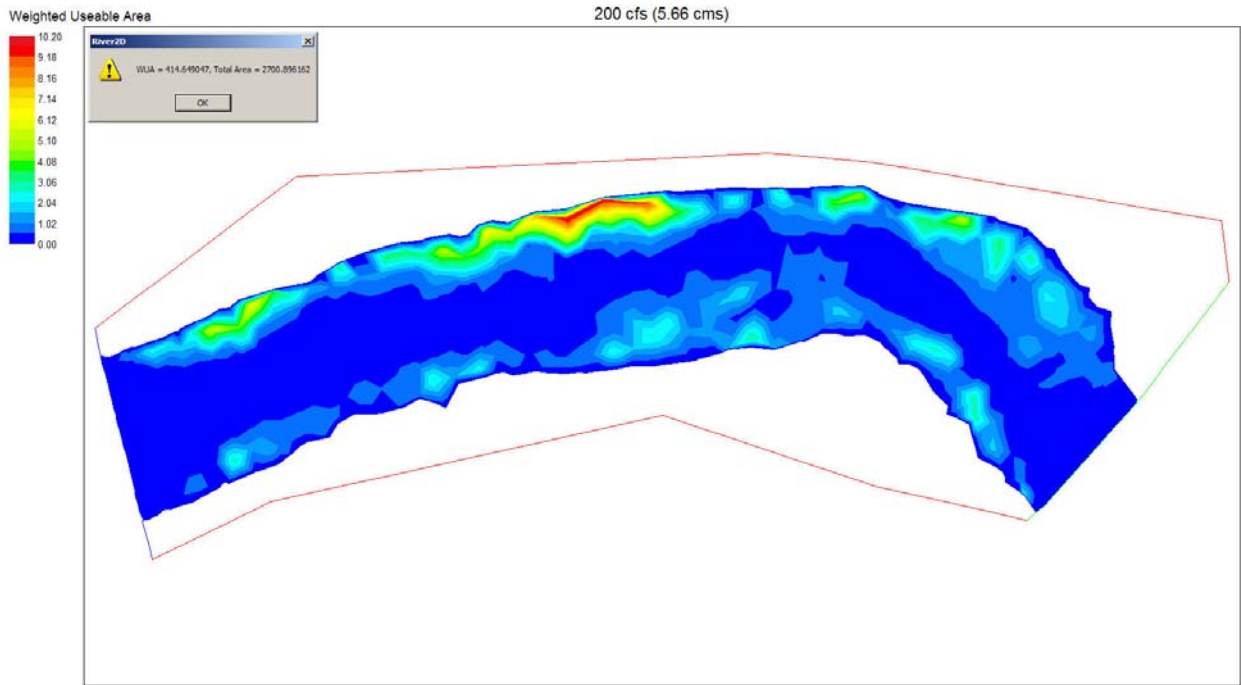 Weighted Useable Area
200 cfs (5.66 cms)
10.20
9.18
8.16
7.14
6.12
5.10
4.08
3.06
2.04
1.02
0.00
River2D
WUA = 414.649047, Total Area = 2700.896162
OK